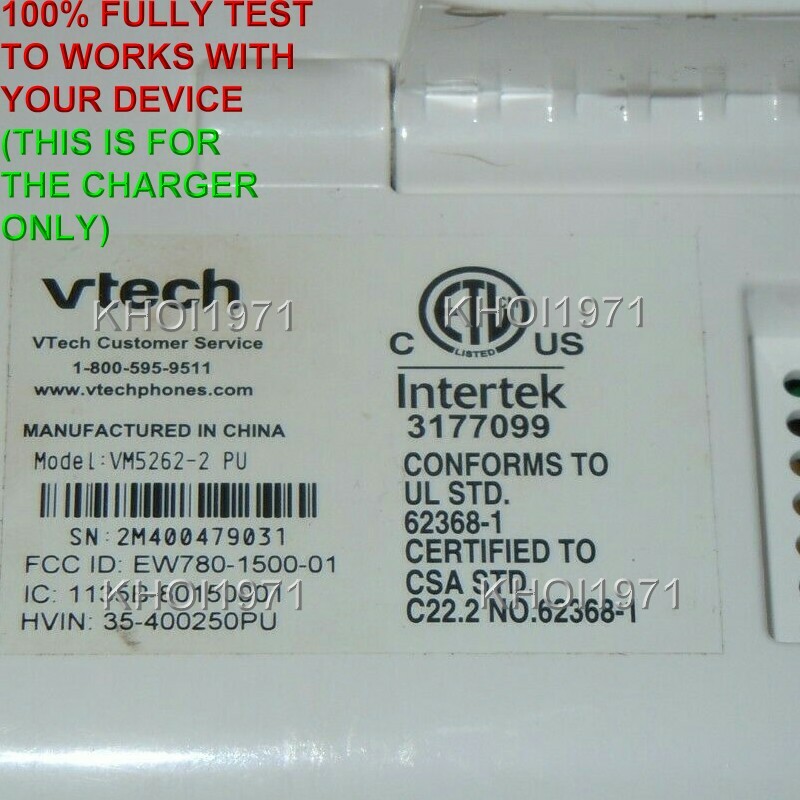 100% FULLY TEST
TO WORKS WITH
YOUR DEVICE
(THIS IS FOR
THE CHARGER
ONLY)
vtech
KHOI1971
VTech Customer Service
1-800-595-9511
www.vtechphones.com
MANUFACTURED IN CHINA
Model:VM5262-2 PU
SN:2M400479031
FCC ID: EW780-1500-01
IC:
KHOI1971
HVIN: 35-400250PU
ETL
KHOI1971
LISTED
C US
Intertek
3177099
CONFORMS TO
UL STD.
62368-1
CERTIFIED TO
CSA STD.
KHOI1971
C22.2 NO.62368-1